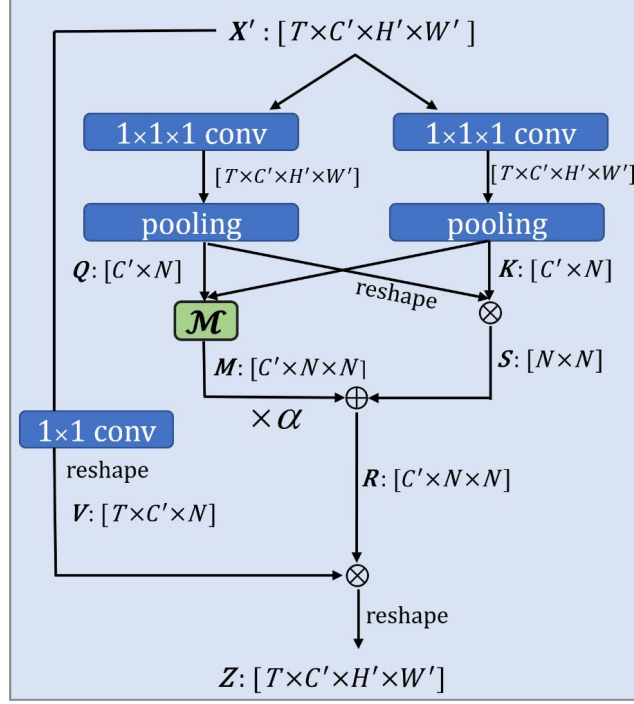 X′ : [T×C′×H′×W′]
1×1×1 conv
1×1×1 conv
[T×C′×H′×W′]
[T×C′×H′×W′]
pooling
pooling
Q: [C′×N]
reshape
K: [C′×N]
ℳ
⊗
M: [C′×N×N]
S: [N×N]
⊕
×α
1×1 conv
reshape
R: [C′×N×N]
V: [T×C′×N]
⊗
reshape
Z: [T×C′×H′×W′]